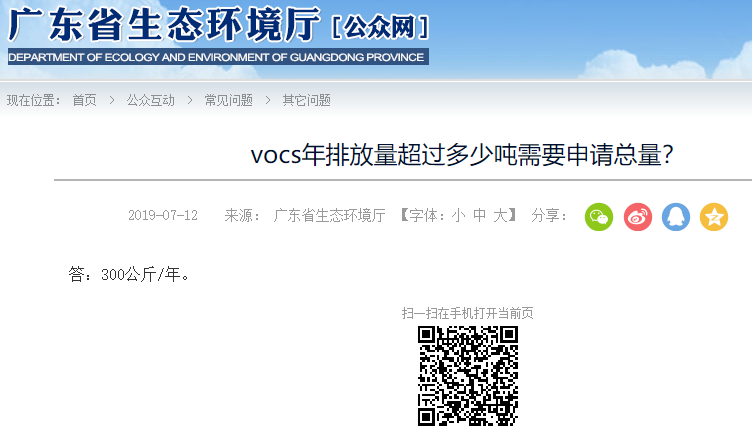 广东省生态环境厅 [公众网]
DEPARTMENT OF ECOLOGY AND ENVIRONMENT OF GUANGDONG PROVINCE
现在位置： 首页 > 公众互动 > 常见问题 > 其它问题
vocs年排放量超过多少吨需要申请总量?
2019-07-12 来源： 广东省生态环境厅 【字体：小 中 大】 分享：
答：300公斤/年。
扫一扫在手机打开当前页